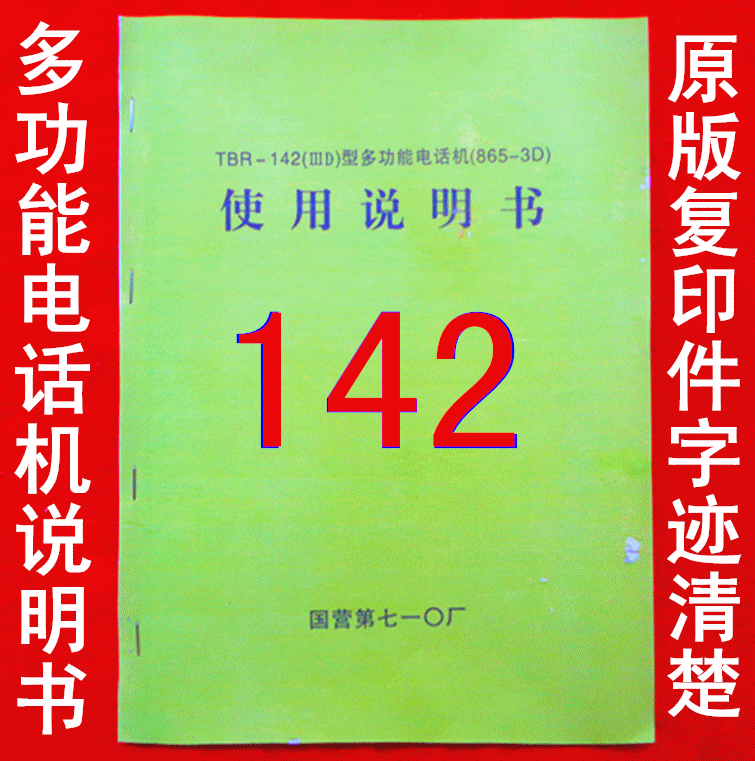 多功能电话机说明书
TBR-142(ⅢD)型多功能电话机(865-3D)
使用说明书
142
国营第七一〇厂
原版复印件字迹清楚